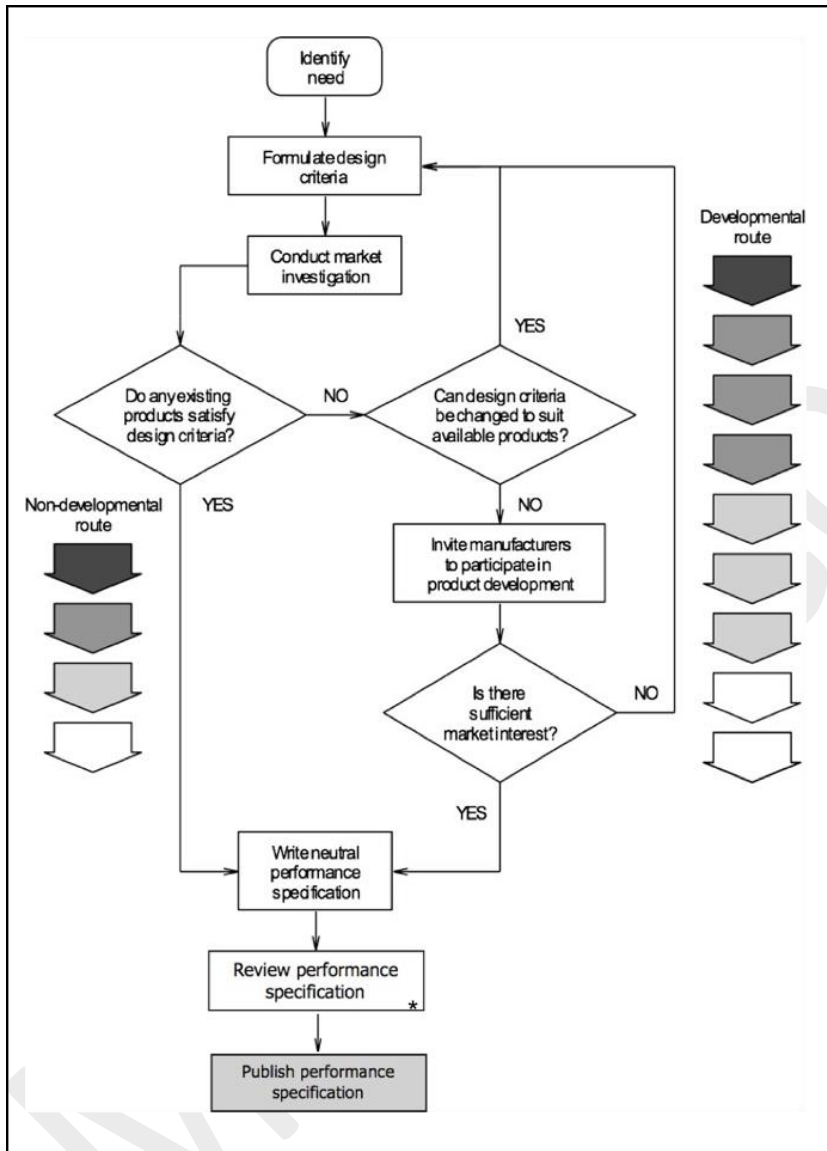 Identify
need
Formulate design
criteria
Conduct market
investigation
Developmental
route
YES
Do any existing
products satisfy
design criteria?
NO
Can design criteria
be changed to suit
available products?
Non-developmental
route
YES
NO
Invite manufacturers
to participate in
product development
Is there
sufficient
market interest?
NO
YES
Write neutral
performance
specification
Review performance
specification
*
Publish performance
specification